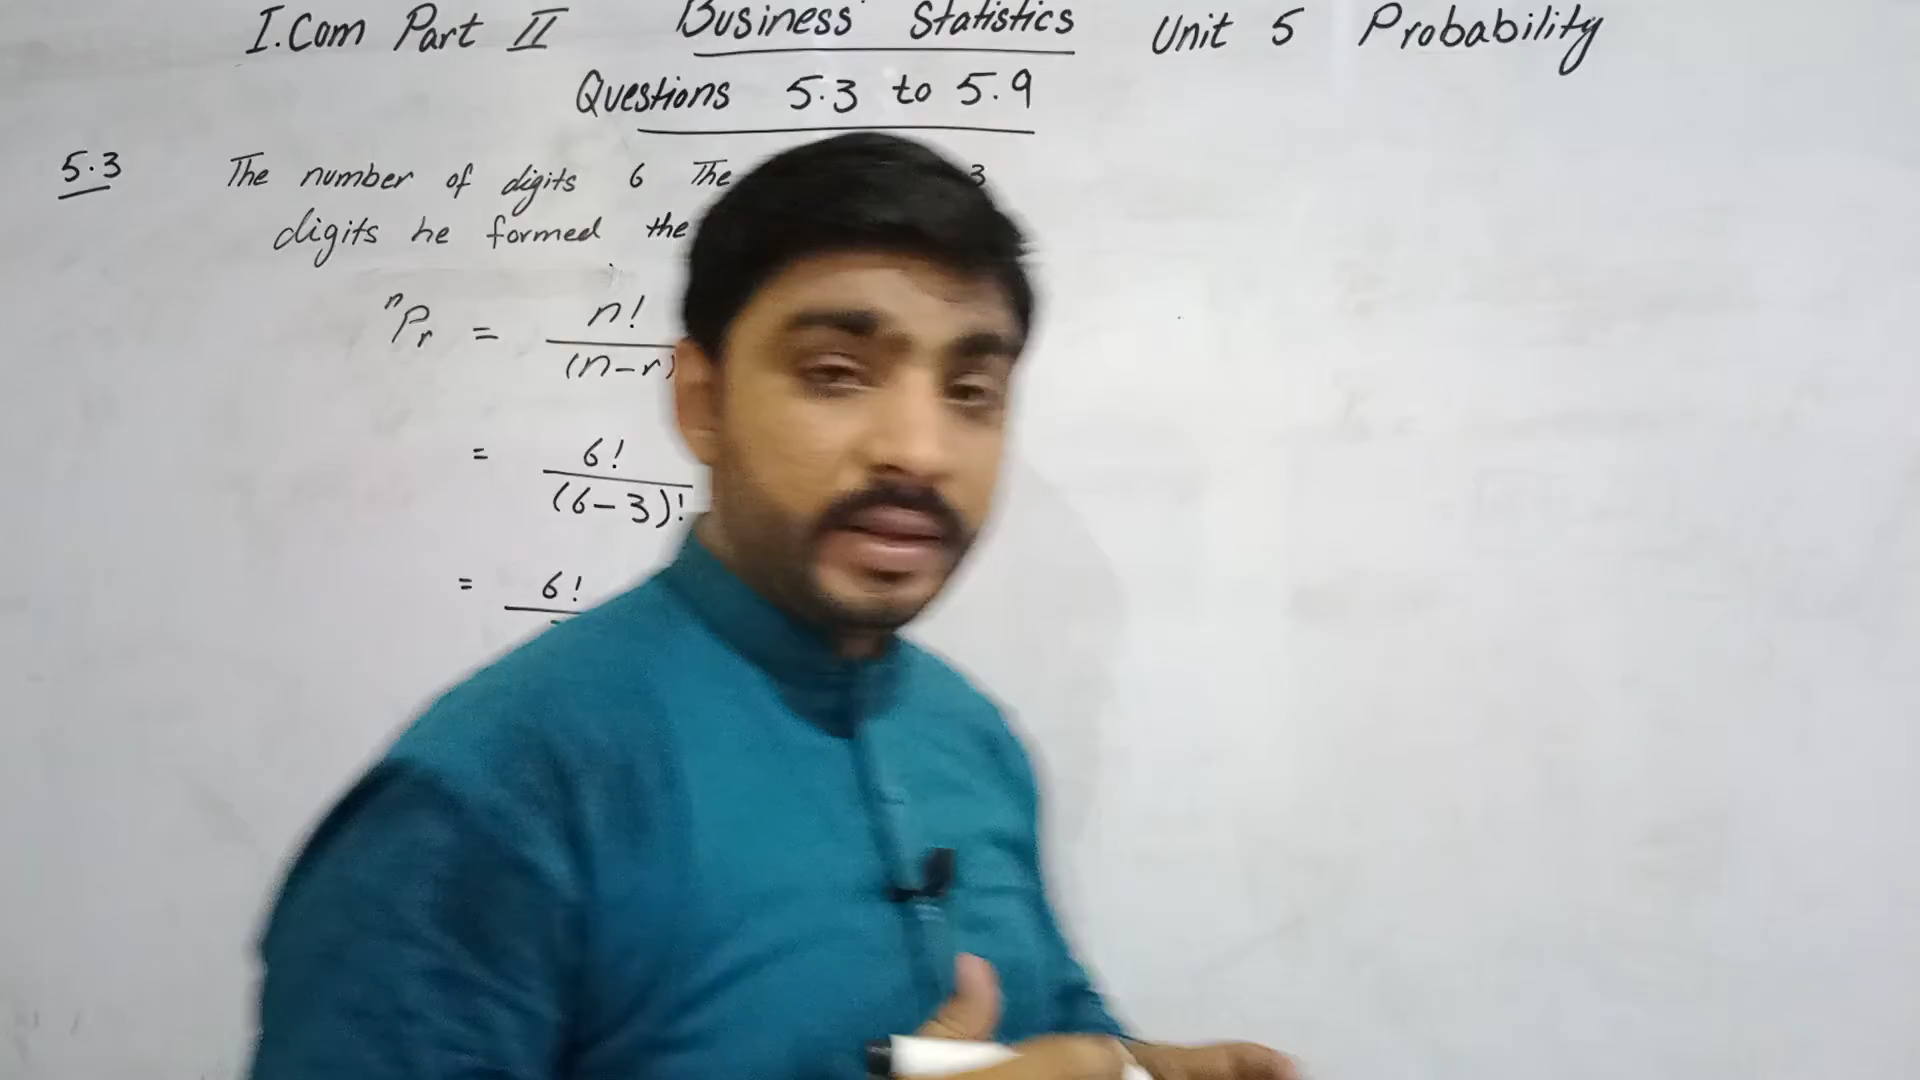 I.Com Part II Business Statistics Unit 5 Probability
Questions 5.3 to 5.9
5.3 The number of digits 6 The 3
digits he formed the
nPr = n! / (n-r)
= 6! / (6-3)!
= 6!